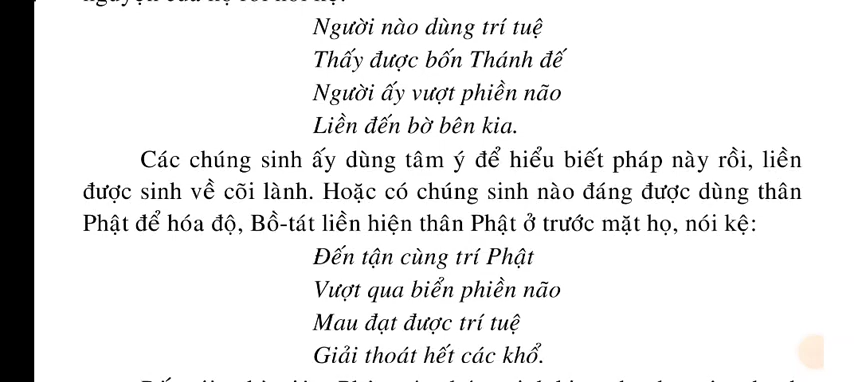 Người nào dùng trí tuệ
Thấy được bốn Thánh đế
Người ấy vượt phiền não
Liền đến bờ bên kia.
Các chúng sinh ấy dùng tâm ý để hiểu biết pháp này rồi, liền
được sinh về cõi lành. Hoặc có chúng sinh nào đáng được dùng thân
Phật để hóa độ, Bồ-tát liền hiện thân Phật ở trước mặt họ, nói kệ:
Đến tận cùng trí Phật
Vượt qua biển phiền não
Mau đạt được trí tuệ
Giải thoát hết các khổ.